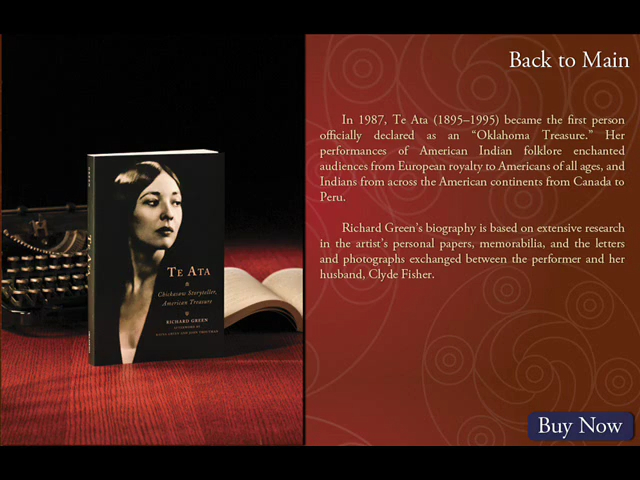 Back to Main
In 1987, Te Ata (1895–1995) became the first person
officially declared as an “Oklahoma Treasure.” Her
performances of American Indian folklore enchanted
audiences from European royalty to Americans of all ages, and
Indians from across the American continents from Canada to
Peru.
Richard Green’s biography is based on extensive research
in the artist’s personal papers, memorabilia, and the letters
and photographs exchanged between the performer and her
husband, Clyde Fisher.
TE ATA
Chickasaw Storyteller,
American Treasure
RICHARD GREEN
Buy Now